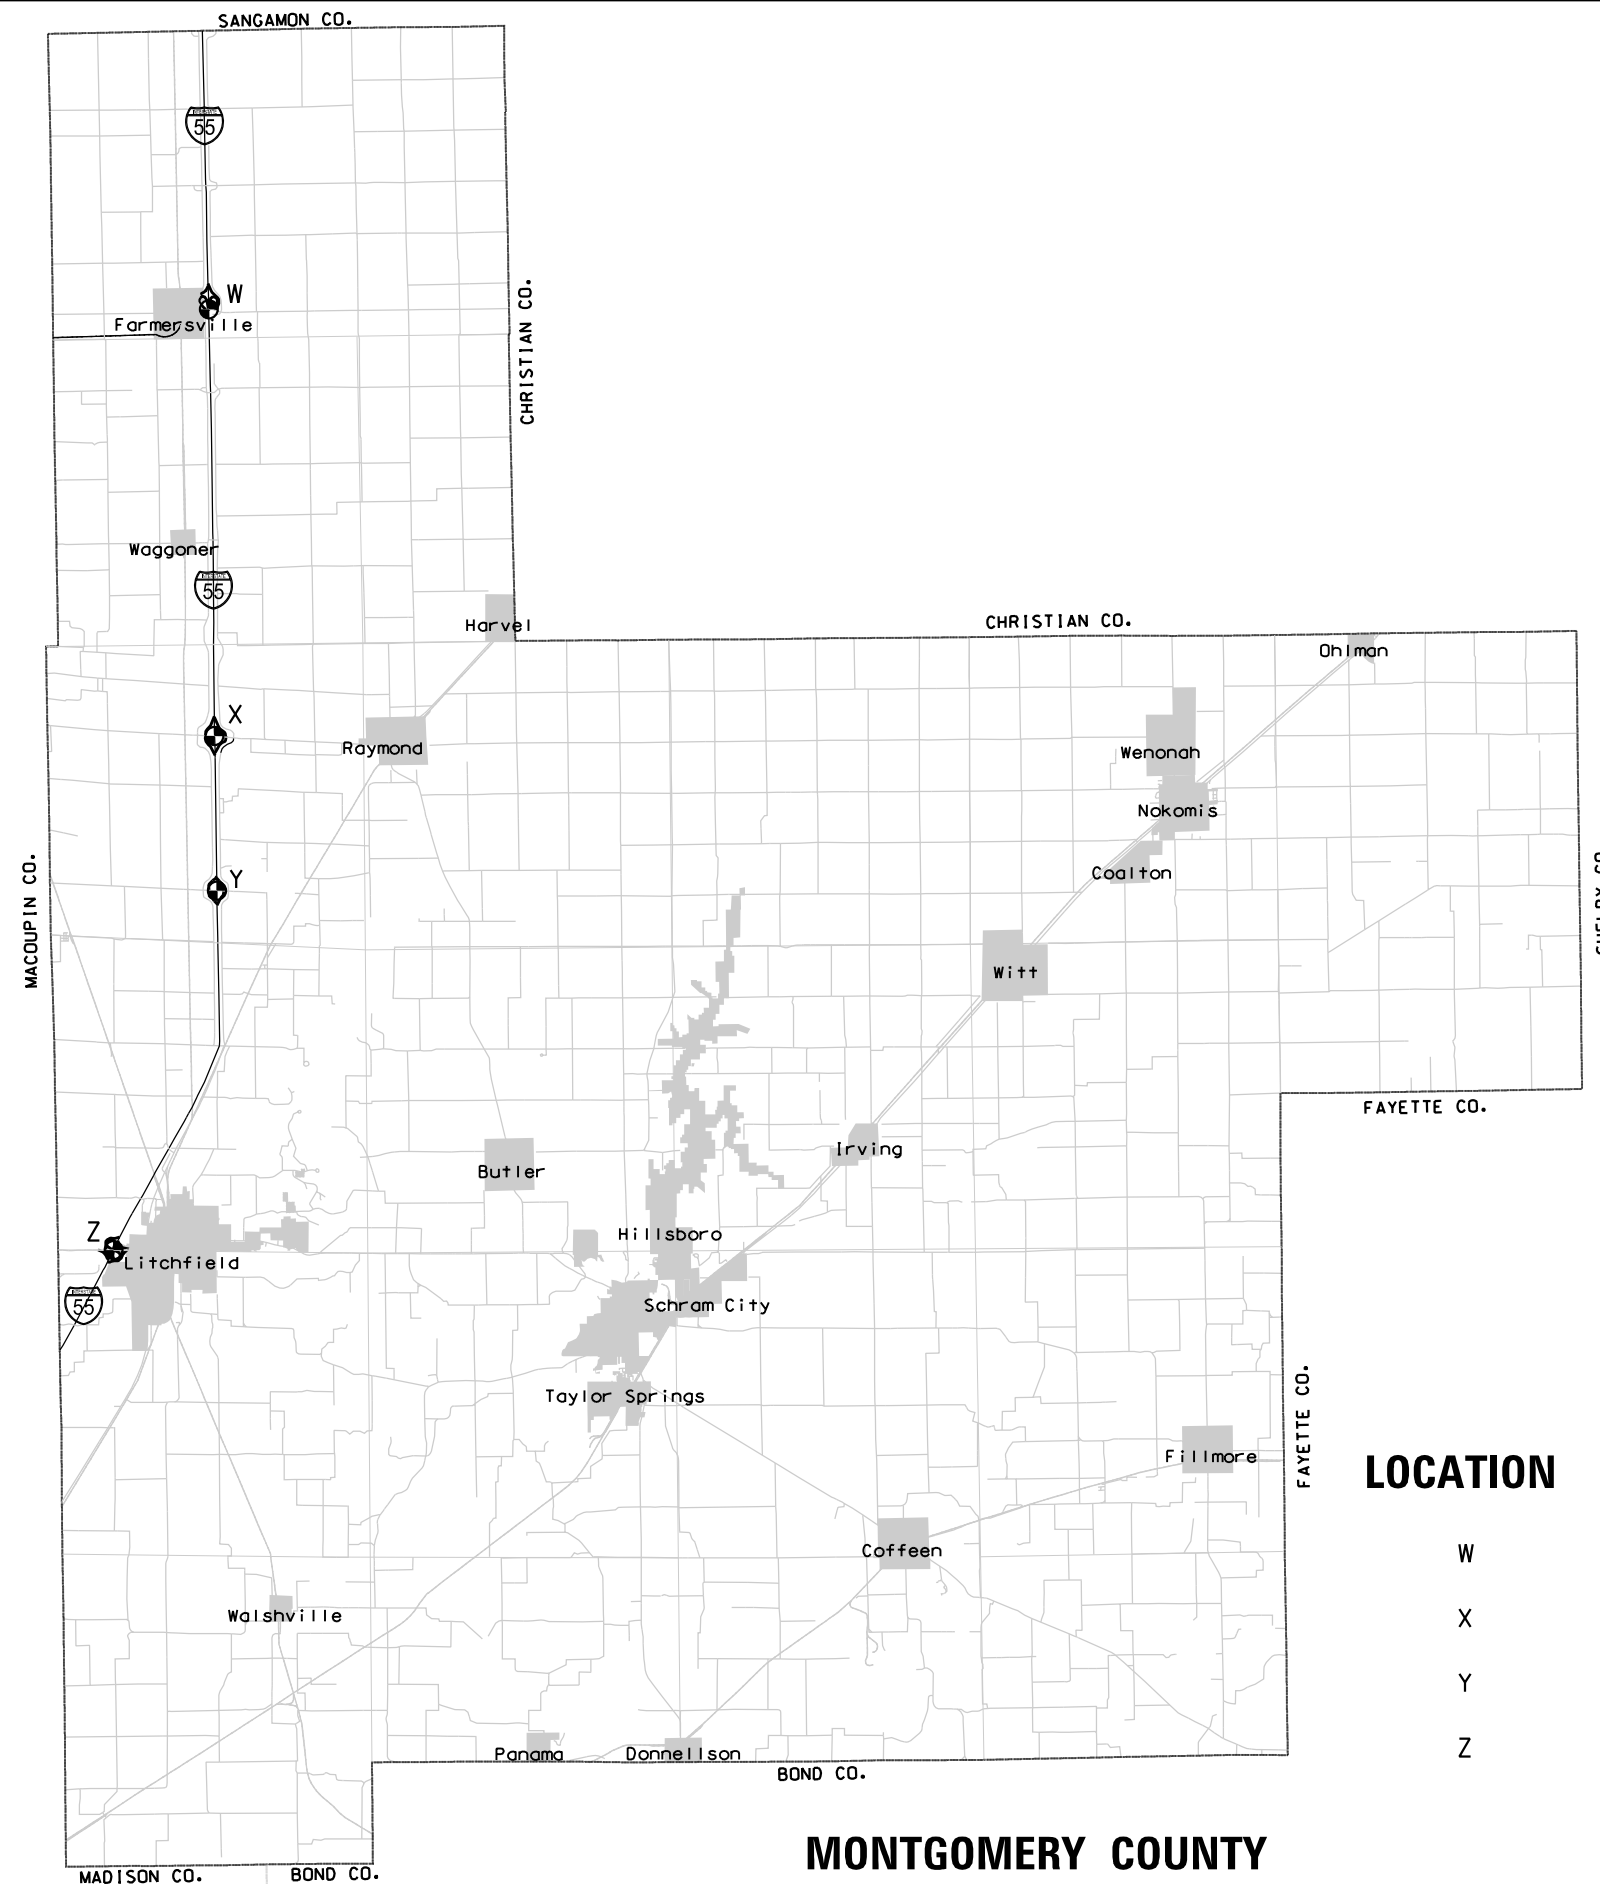 SANGAMON CO.
55
W
Farmersville
CHRISTIAN CO.
Waggoner
55
Harvel
CHRISTIAN CO.
Ohlman
X
Raymond
Wenonah
Nokomis
Y
Coalton
MACOUPIN CO.
Witt
FAYETTE CO.
Irving
Butler
Z
Hillsboro
Litchfield
55
Schram City
Taylor Springs
FAYETTE CO.
Fillmore
LOCATION
Coffeen
W
Walshville
X
Y
Panama
Donnellson
Z
BOND CO.
MONTGOMERY COUNTY
MADISON CO.
BOND CO.